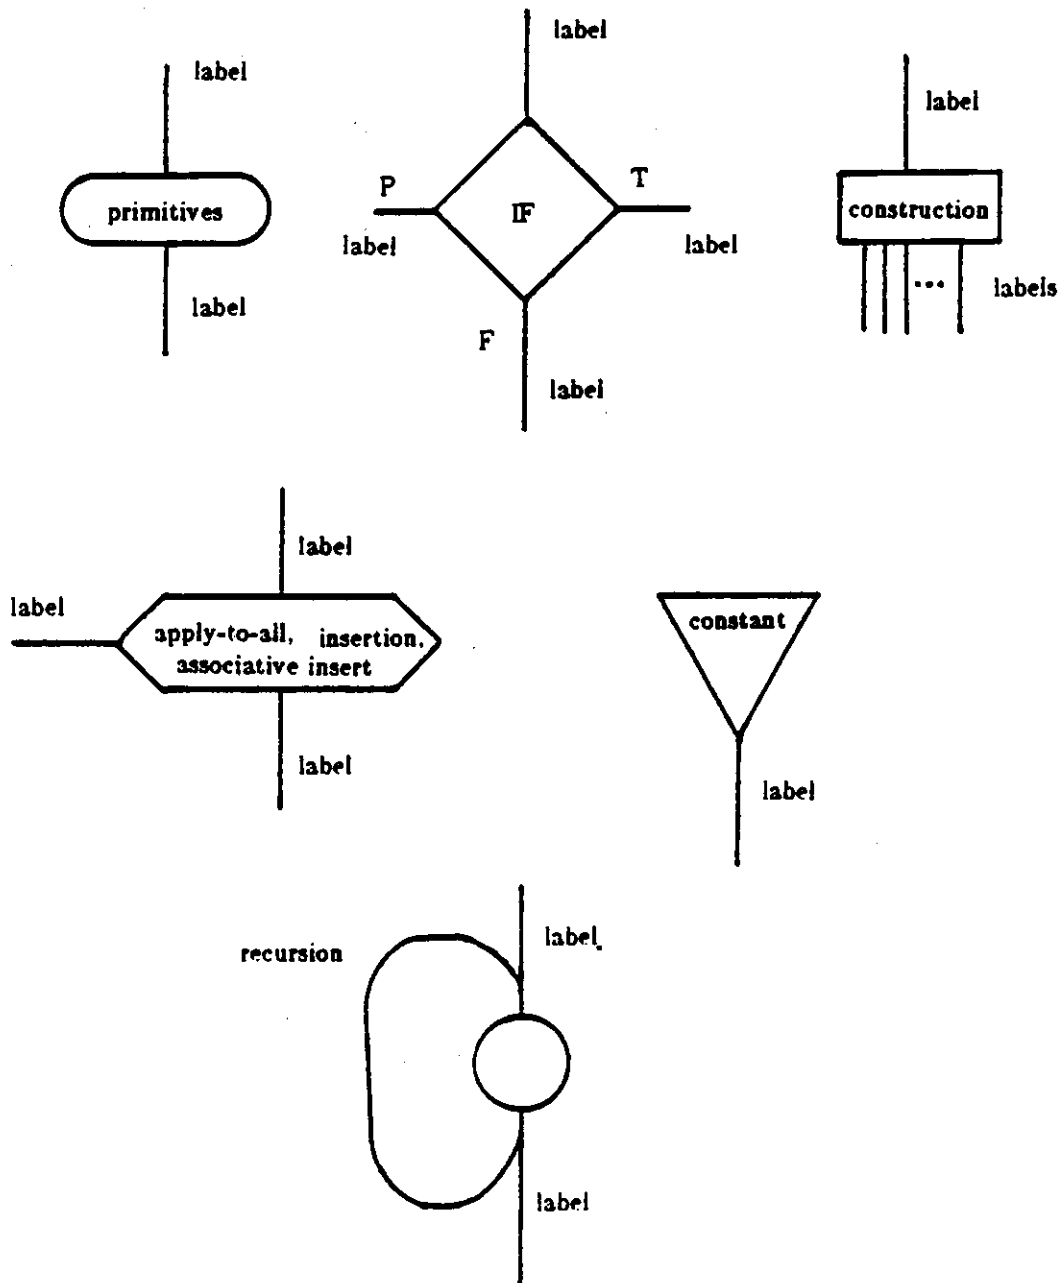 label
label
label
primitives
P
T
IF
construction
label
label
label
...
labels
F
label
label
label
apply-to-all, insertion,
associative insert
constant
label
label
recursion
label.
label